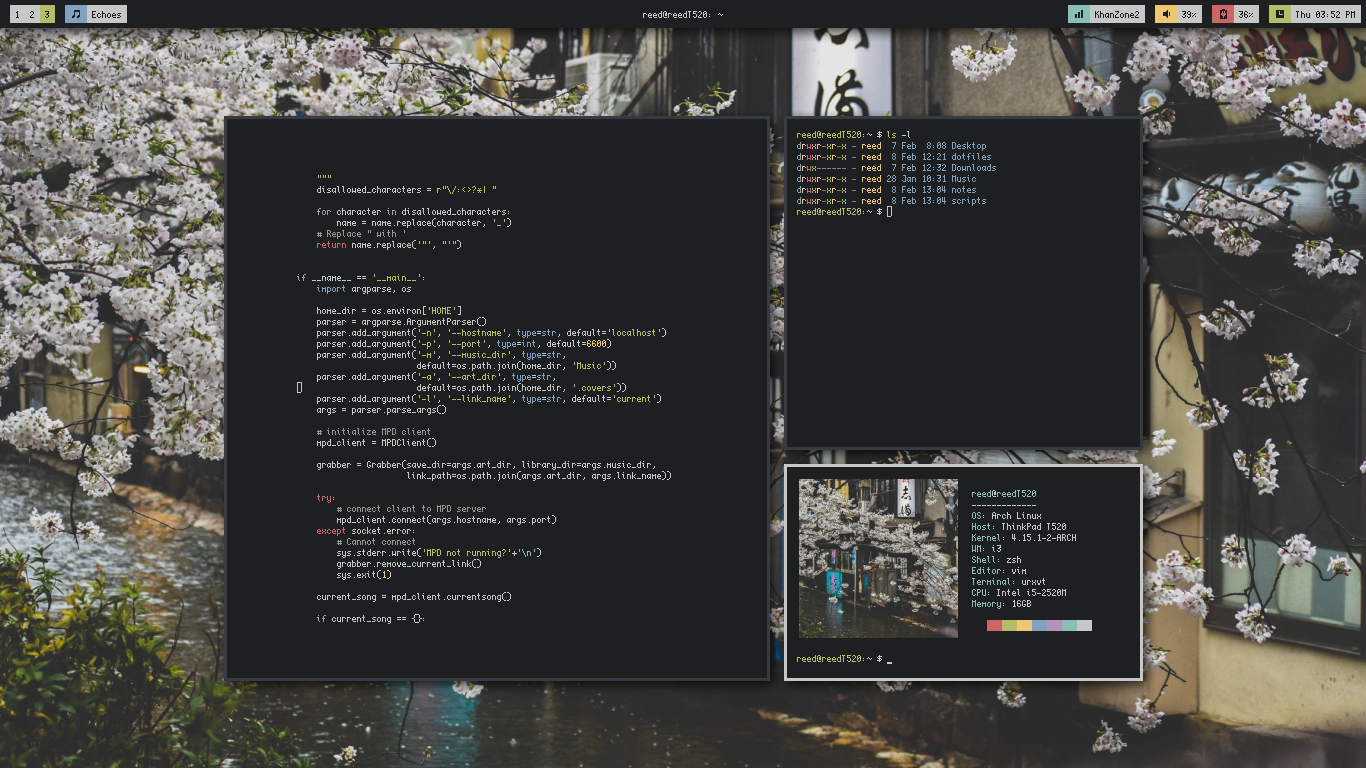 1 2 3 Echoes reed@reedT520: ~ KhanZone2 39% 36% Thu 03:52 PM
"""
disallowed_characters = r"\/:<>?*| "
for character in disallowed_characters:
name = name.replace(character, '_')
# Replace " with '
return name.replace('"', "'")
if __name__ == '__main__':
import argparse, os
home_dir = os.environ['HOME']
parser = argparse.ArgumentParser()
parser.add_argument('-n', '--hostname', type=str, default='localhost')
parser.add_argument('-p', '--port', type=int, default=6600)
parser.add_argument('-m', '--music_dir', type=str,
default=os.path.join(home_dir, 'Music'))
parser.add_argument('-a', '--art_dir', type=str,
default=os.path.join(home_dir, '.covers'))
parser.add_argument('-l', '--link_name', type=str, default='current')
args = parser.parse_args()
# initialize MPD client
mpd_client = MPDClient()
grabber = Grabber(save_dir=args.art_dir, library_dir=args.music_dir,
link_path=os.path.join(args.art_dir, args.link_name))
try:
# connect client to MPD server
mpd_client.connect(args.hostname, args.port)
except socket.error:
# Cannot connect
sys.stderr.write('MPD not running?'+'\n')
grabber.remove_current_link()
sys.exit(1)
current_song = mpd_client.currentsong()
if current_song == {}:
reed@reedT520:~ $ ls -l
drwxr-xr-x - reed 7 Feb 8:08 Desktop
drwxr-xr-x - reed 8 Feb 12:21 dotfiles
drwx------ - reed 7 Feb 12:32 Downloads
drwxr-xr-x - reed 28 Jan 10:31 Music
drwxr-xr-x - reed 8 Feb 13:04 notes
drwxr-xr-x - reed 8 Feb 13:04 scripts
reed@reedT520:~ $
reed@reedT520
-------------
OS: Arch Linux
Host: ThinkPad T520
Kernel: 4.15.1-2-ARCH
WM: i3
Shell: zsh
Editor: vim
Terminal: urxvt
CPU: Intel i5-2520M
Memory: 16GB
reed@reedT520:~ $ _